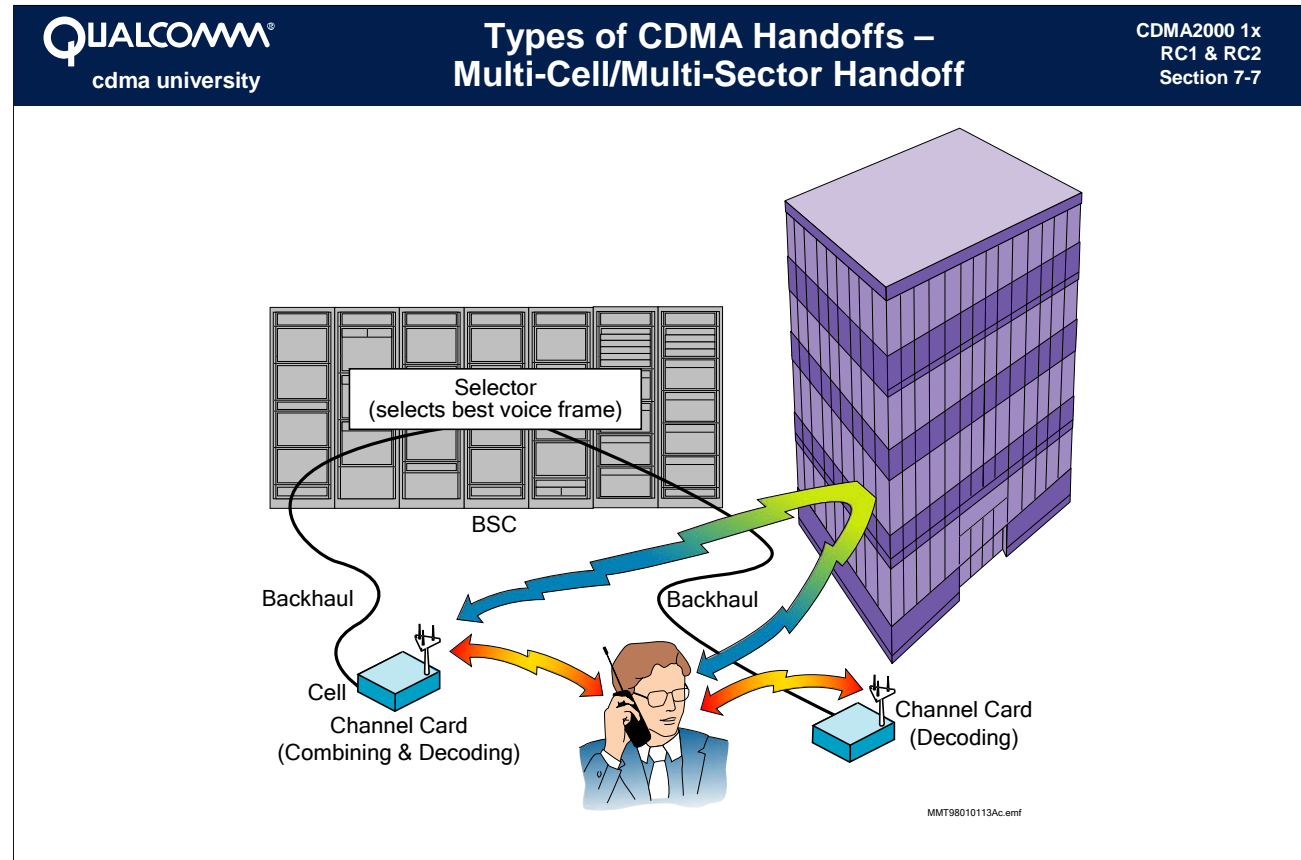 QUALCOMM®
cdma university
Types of CDMA Handoffs –
Multi-Cell/Multi-Sector Handoff
CDMA2000 1x
RC1 & RC2
Section 7-7
Selector
(selects best voice frame)
BSC
Backhaul
Backhaul
Cell
Channel Card
(Combining & Decoding)
Channel Card
(Decoding)
MMT98010113Ac.emf